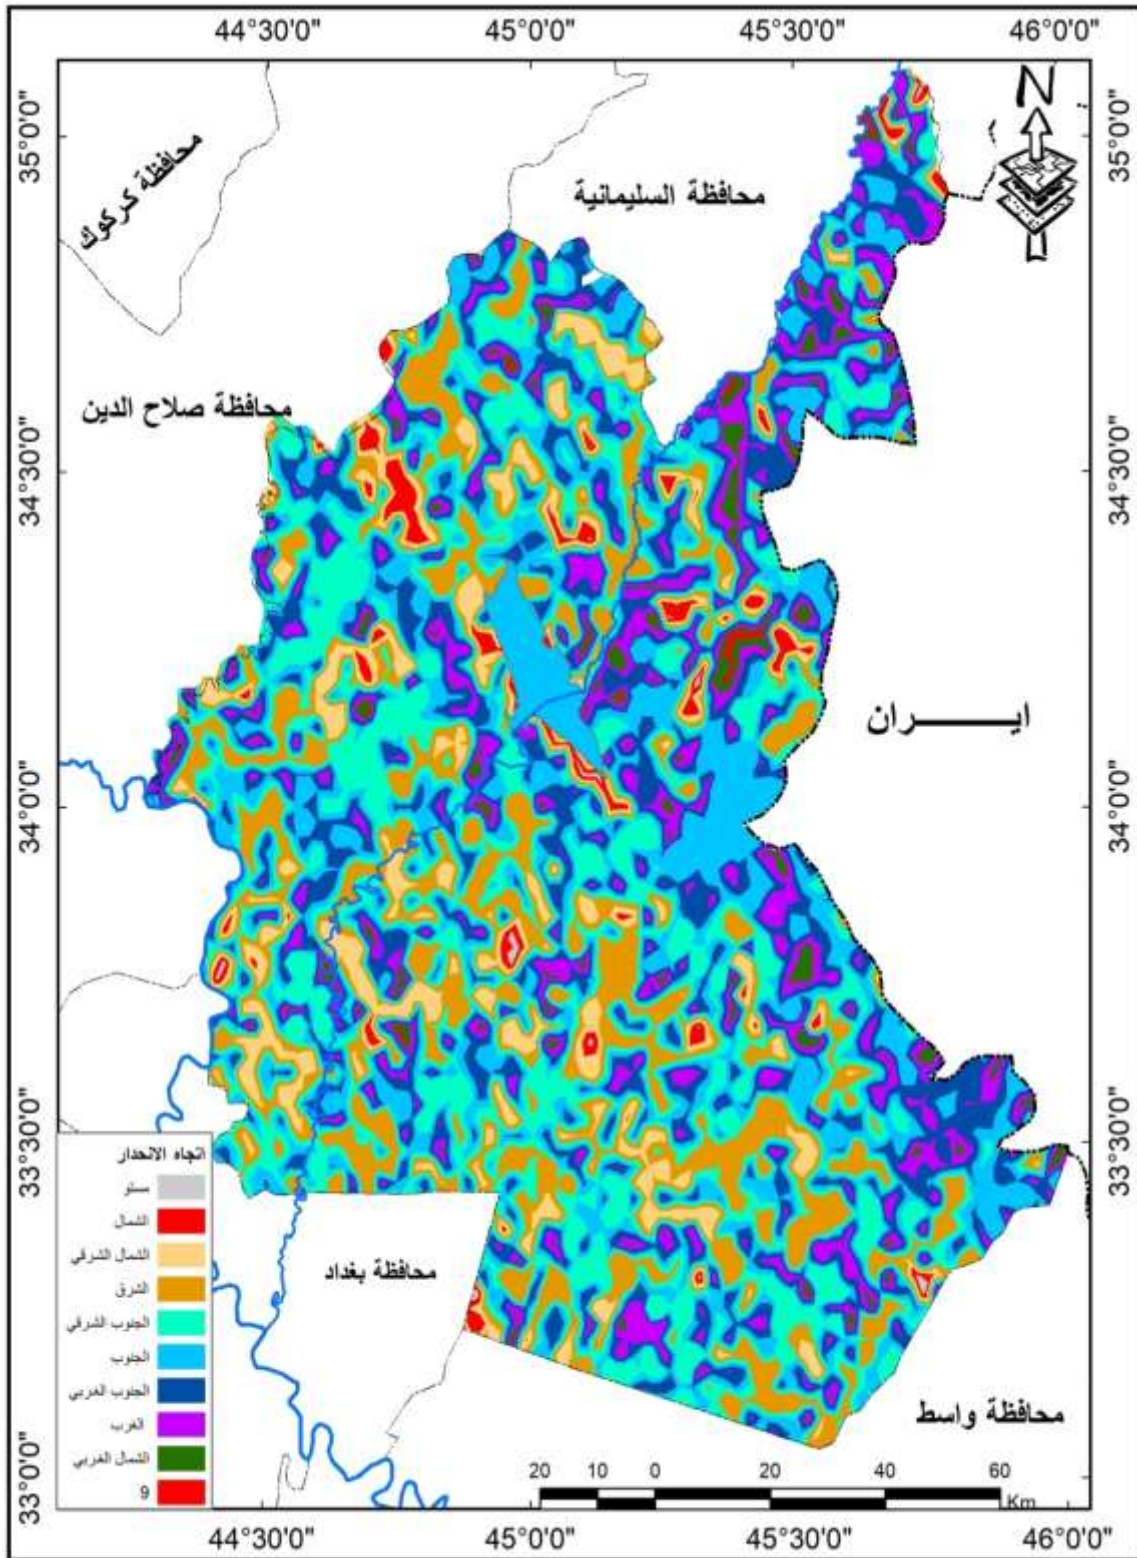 44°30'0" 45°0'0" 45°30'0" 46°0'0"
35°0'0" 35°0'0"
N
محافظة كركوك
محافظة السليمانية
محافظة صلاح الدين
34°30'0" 34°30'0"
ايـــــران
34°0'0" 34°0'0"
33°30'0" 33°30'0"
اتجاه الانحدار
مستو
الشمال
الشمال الشرقي
الشرق
الجنوب الشرقي
الجنوب
الجنوب الغربي
الغرب
الشمال الغربي
9
محافظة بغداد
محافظة واسط
33°0'0" 33°0'0"
20 10 0 20 40 60
Km
44°30'0" 45°0'0" 45°30'0" 46°0'0"